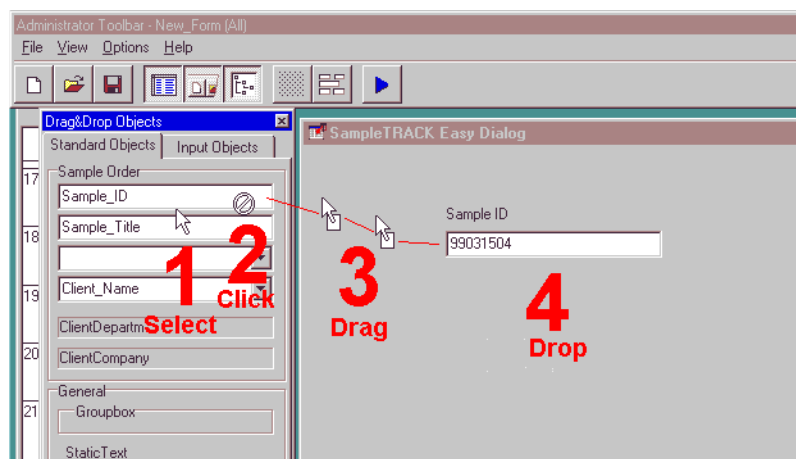 Administrator Toolbar - New_Form (All)
File View Options Help
Drag&Drop Objects
Standard Objects Input Objects
SampleTRACK Easy Dialog
Sample Order
17
Sample_ID
Sample ID
Sample_Title
18
99031504
1
2
3
4
Client_Name
19
Click
Select
Drag
Drop
ClientDepartm
20
ClientCompany
General
21
Groupbox
StaticText